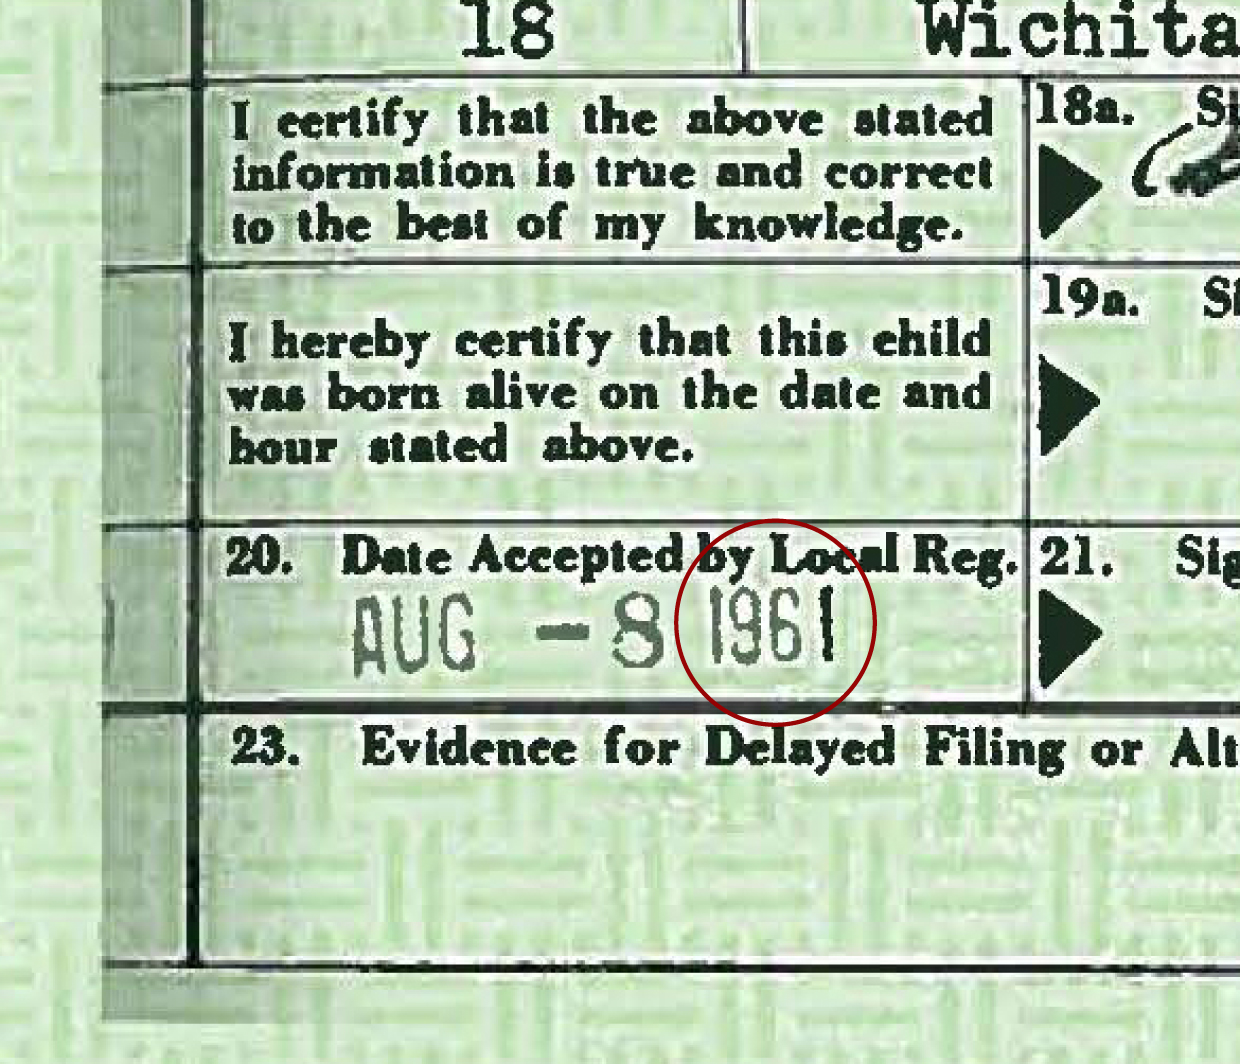 18 Wichita
I certify that the above stated
information is true and correct
to the best of my knowledge.
18a. Si
I hereby certify that this child
was born alive on the date and
hour stated above.
19a. Si
20. Date Accepted by Local Reg.
AUG - 8 1961
21. Sig
23. Evidence for Delayed Filing or Alt